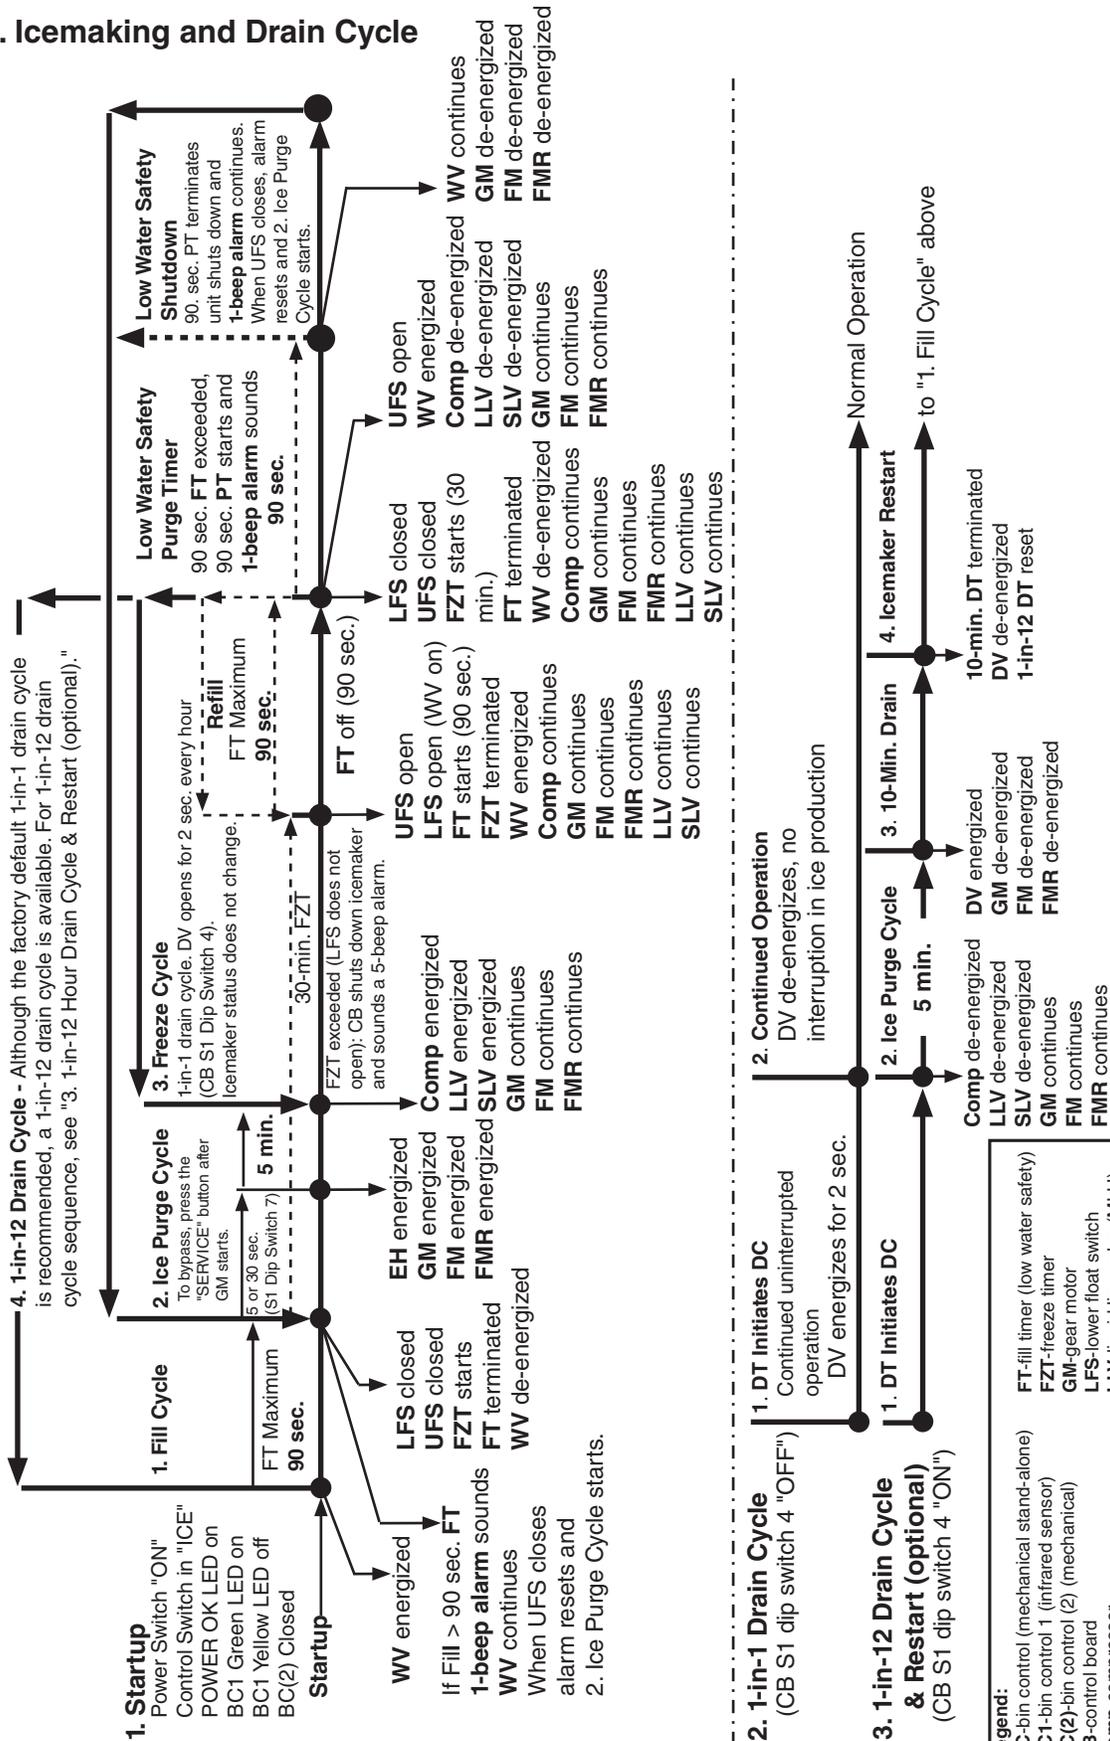 . Icemaking and Drain Cycle
4. 1-in-12 Drain Cycle - Although the factory default 1-in-1 drain cycle
is recommended, a 1-in-12 drain cycle is available. For 1-in-12 drain
cycle sequence, see "3. 1-in-12 Hour Drain Cycle & Restart (optional)."
1. Startup
Power Switch "ON"
Control Switch in "ICE"
POWER OK LED on
BC1 Green LED on
BC1 Yellow LED off
BC(2) Closed
Startup
1. Fill Cycle
FT Maximum
90 sec.
WV energized
If Fill > 90 sec. FT
1-beep alarm sounds
WV continues
When UFS closes
alarm resets and
2. Ice Purge Cycle starts.
LFS closed
UFS closed
FZT starts
FT terminated
WV de-energized
2. Ice Purge Cycle
To bypass, press the
"SERVICE" button after
GM starts.
5 or 30 sec.
(S1 Dip Switch 7)
5 min.
EH energized
GM energized
FM energized
FMR energized
3. Freeze Cycle
1-in-1 drain cycle. DV opens for 2 sec. every hour
(CB S1 Dip Switch 4).
Icemaker status does not change.
30-min. FZT
FZT exceeded (LFS does not
open): CB shuts down icemaker
and sounds a 5-beep alarm.
Comp energized
LLV energized
SLV energized
GM continues
FM continues
FMR continues
Refill
FT Maximum
90 sec.
FT off (90 sec.)
UFS open
LFS open (WV on)
FT starts (90 sec.)
FZT terminated
WV energized
Comp continues
GM continues
FM continues
FMR continues
LLV continues
SLV continues
Low Water Safety
Purge Timer
90 sec. FT exceeded,
90 sec. PT starts and
1-beep alarm sounds
90 sec.
LFS closed
UFS closed
FZT starts (30
min.)
FT terminated
WV de-energized
Comp continues
GM continues
FM continues
FMR continues
LLV continues
SLV continues
Low Water Safety
Shutdown
90. sec. PT terminates
unit shuts down and
1-beep alarm continues.
When UFS closes, alarm
resets and 2. Ice Purge
Cycle starts.
UFS open
WV energized
Comp de-energized
LLV de-energized
SLV de-energized
GM continues
FM continues
FMR continues
WV continues
GM de-energized
FM de-energized
FMR de-energized
2. 1-in-1 Drain Cycle
(CB S1 dip switch 4 "OFF")
1. DT Initiates DC
Continued uninterrupted
operation
DV energizes for 2 sec.
2. Continued Operation
DV de-energizes, no
interruption in ice production
Normal Operation
3. 1-in-12 Drain Cycle
& Restart (optional)
(CB S1 dip switch 4 "ON")
1. DT Initiates DC
2. Ice Purge Cycle
5 min.
Comp de-energized
LLV de-energized
SLV de-energized
GM continues
FM continues
FMR continues
3. 10-Min. Drain
DV energized
GM de-energized
FM de-energized
FMR de-energized
4. Icemaker Restart
to "1. Fill Cycle" above
10-min. DT terminated
DV de-energized
1-in-12 DT reset
gend:
C-bin control (mechanical stand-alone)
C1-bin control 1 (infrared sensor)
C(2)-bin control (2) (mechanical)
B-control board
FT-fill timer (low water safety)
FZT-freeze timer
GM-gear motor
LFS-lower float switch